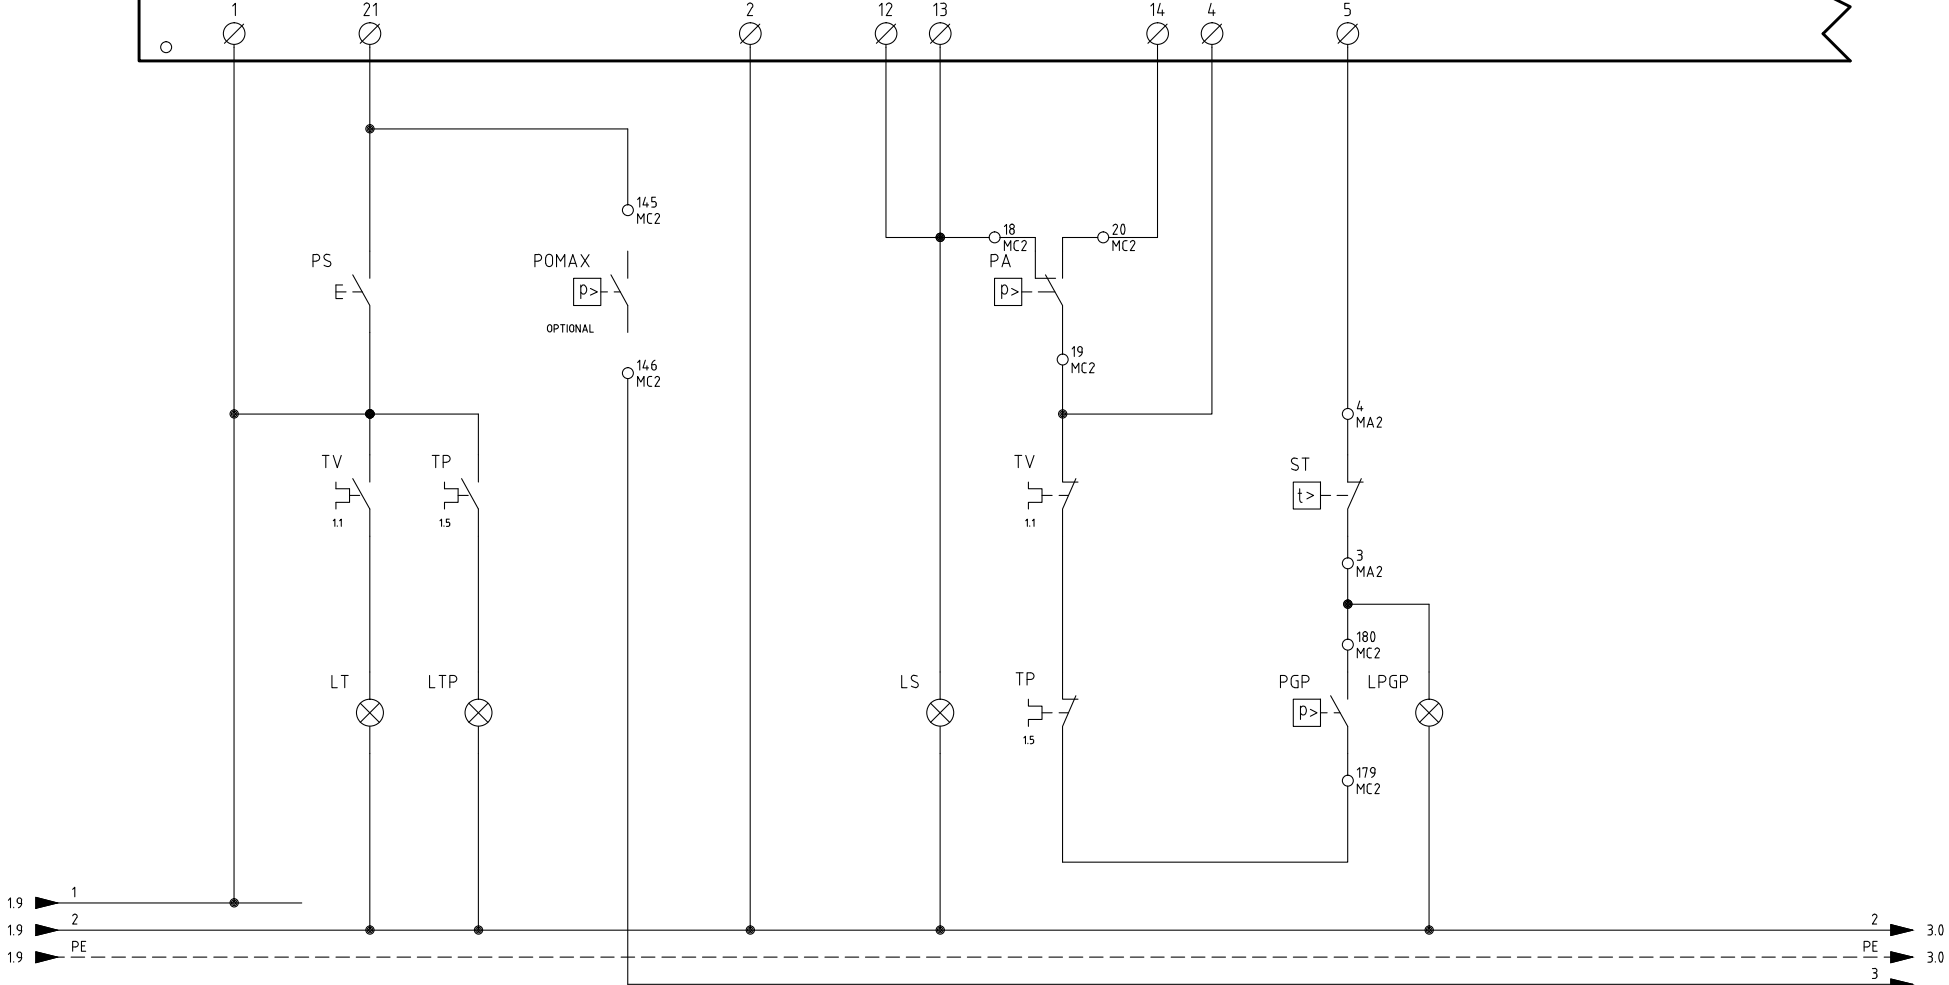 1 21 2 12 13 14 4 5
145
MC2
18
MC2
20
MC2
PS
POMAX
PA
E
p>
p>
OPTIONAL
19
MC2
146
MC2
4
MA2
TV
TP
TV
ST
t>
1.1
1.5
1.1
3
MA2
180
MC2
LT
LTP
LS
TP
PGP
LPGP
p>
1.5
179
MC2
1.9 1
1.9 2 2 3.0
1.9 PE PE 3.0
3